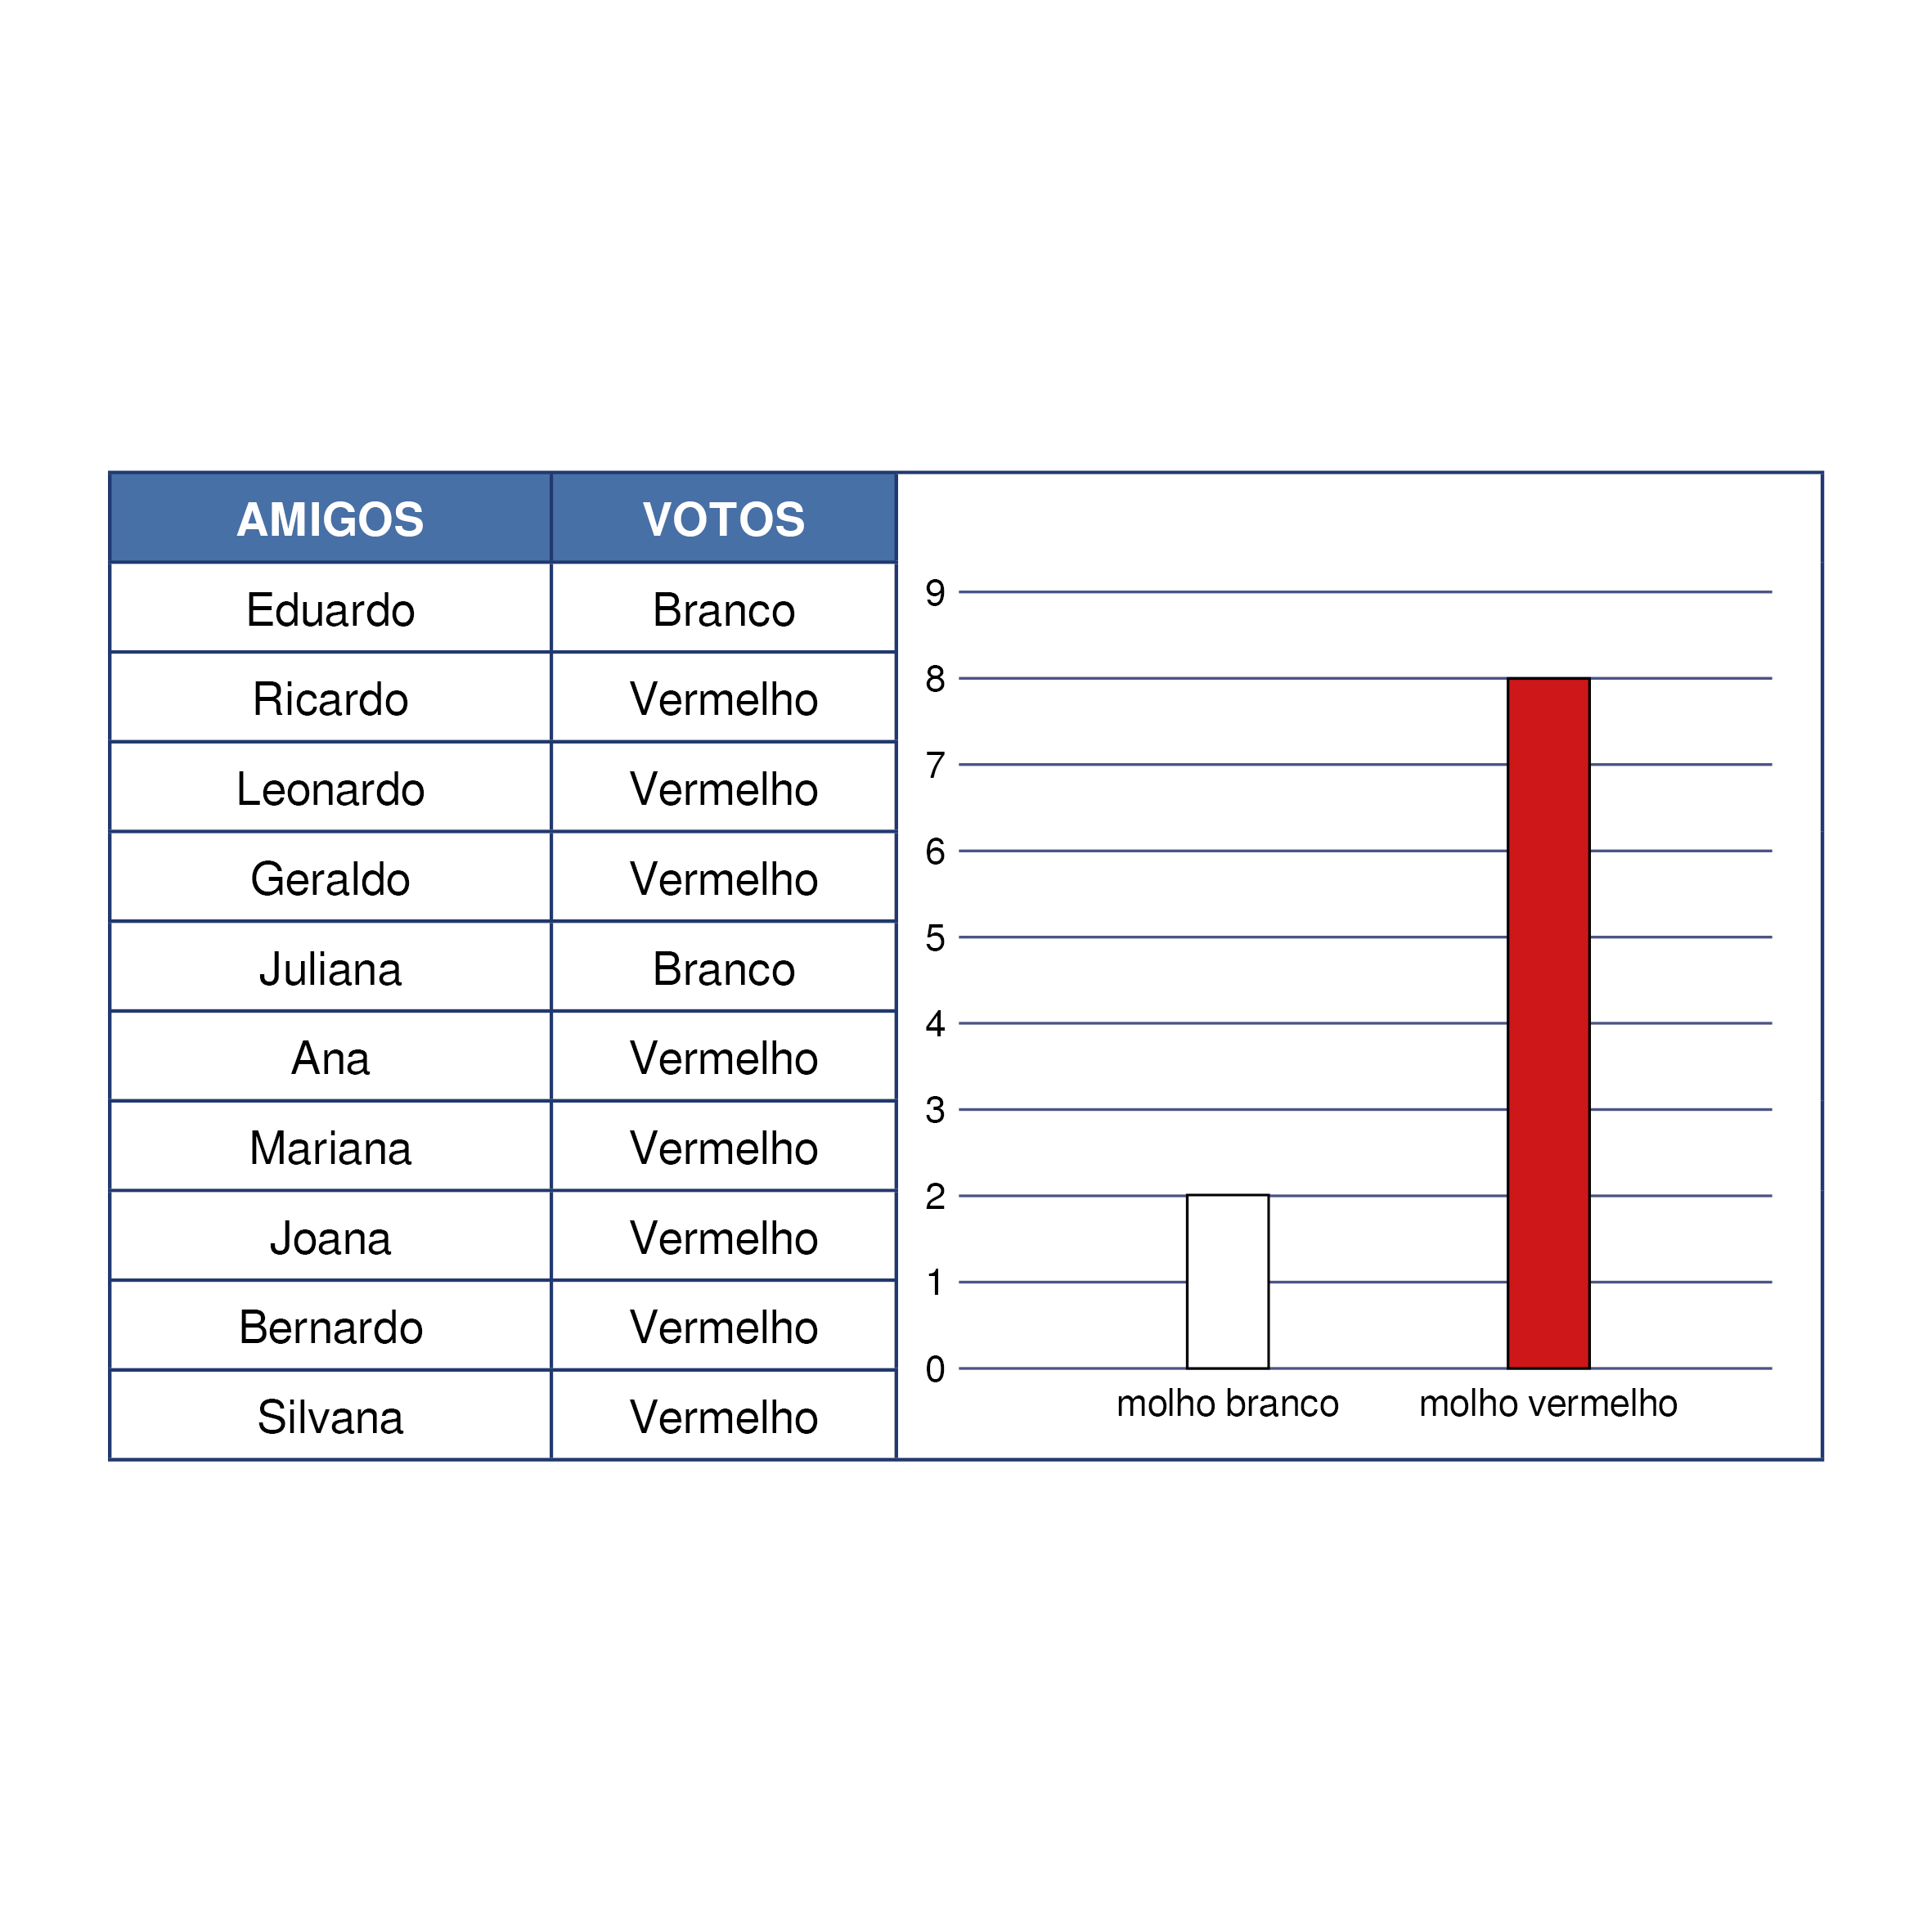 AMIGOS VOTOS
Eduardo Branco
Ricardo Vermelho
Leonardo Vermelho
Geraldo Vermelho
Juliana Branco
Ana Vermelho
Mariana Vermelho
Joana Vermelho
Bernardo Vermelho
Silvana Vermelho
9
8
7
6
5
4
3
2
1
0
molho branco molho vermelho